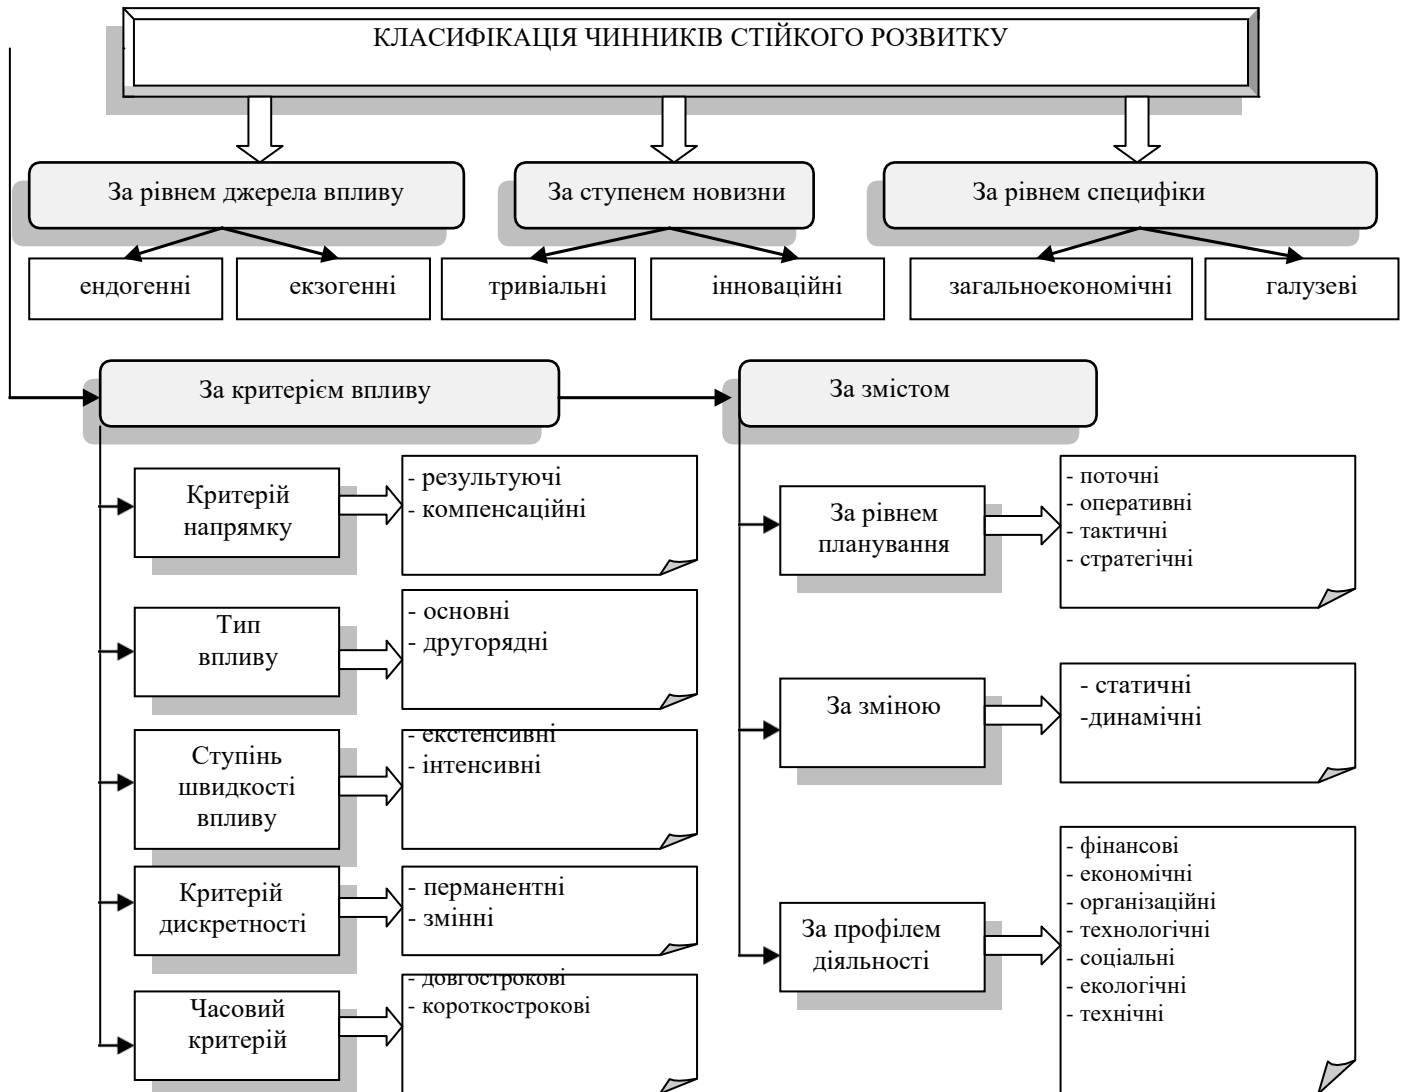 КЛАСИФІКАЦІЯ ЧИННИКІВ СТІЙКОГО РОЗВИТКУ
За рівнем джерела впливу
За ступенем новизни
За рівнем специфіки
ендогенні
екзогенні
тривіальні
інноваційні
загальноекономічні
галузеві
За критерієм впливу
За змістом
Критерій
напрямку
- результуючі
- компенсаційні
Тип
впливу
- основні
- другорядні
Ступінь
швидкості
впливу
- екстенсивні
- інтенсивні
Критерій
дискретності
- перманентні
- змінні
Часовий
критерій
- довгострокові
- короткострокові
За рівнем
планування
- поточні
- оперативні
- тактичні
- стратегічні
За зміною
- статичні
-динамічні
За профілем
діяльності
- фінансові
- економічні
- організаційні
- технологічні
- соціальні
- екологічні
- технічні